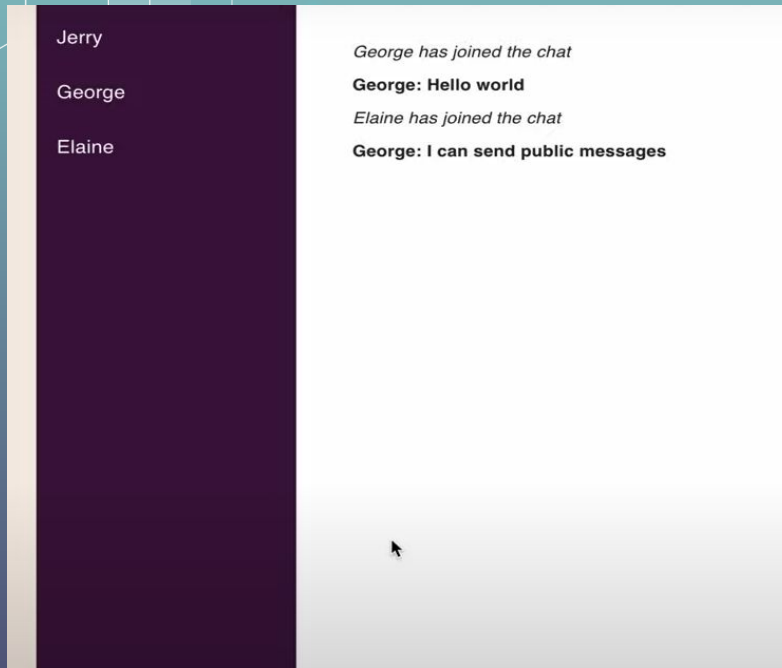 Jerry
George
Elaine
George has joined the chat
George: Hello world
Elaine has joined the chat
George: I can send public messages